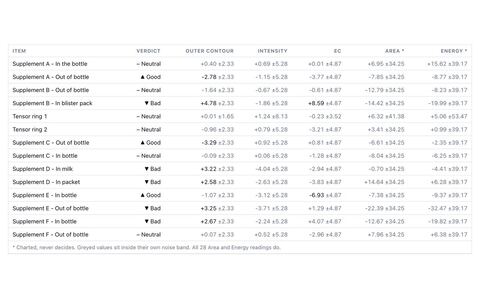 ITEM VERDICT OUTER CONTOUR INTENSITY EC AREA * ENERGY *
Supplement A - In the bottle – Neutral +0.40 ±2.33 +0.69 ±5.28 +0.01 ±4.87 +6.95 ±34.25 +15.62 ±39.17
Supplement A - Out of bottle ▲ Good -2.78 ±2.33 -1.15 ±5.28 -3.77 ±4.87 -7.85 ±34.25 -8.77 ±39.17
Supplement B - Out of bottle – Neutral -1.64 ±2.33 -0.67 ±5.28 -0.61 ±4.87 -12.79 ±34.25 -8.23 ±39.17
Supplement B - In blister pack ▼ Bad +4.78 ±2.33 -1.86 ±5.28 +8.59 ±4.87 -14.42 ±34.25 -19.99 ±39.17
Tensor ring 1 – Neutral +0.01 ±1.65 +1.24 ±8.13 -0.23 ±3.52 +6.32 ±41.38 +5.06 ±53.47
Tensor ring 2 – Neutral -0.96 ±2.33 +0.79 ±5.28 -3.21 ±4.87 +3.41 ±34.25 +0.99 ±39.17
Supplement C - Out of bottle ▲ Good -3.29 ±2.33 +0.92 ±5.28 +0.81 ±4.87 -6.61 ±34.25 -2.35 ±39.17
Supplement C - In bottle – Neutral -0.09 ±2.33 +0.06 ±5.28 -1.28 ±4.87 -8.04 ±34.25 -6.25 ±39.17
Supplement D - In milk ▼ Bad +3.22 ±2.33 -4.04 ±5.28 -2.94 ±4.87 -0.70 ±34.25 -4.41 ±39.17
Supplement D - In packet ▼ Bad +2.58 ±2.33 -2.63 ±5.28 -3.83 ±4.87 +14.64 ±34.25 +6.28 ±39.17
Supplement E - In bottle ▲ Good -1.07 ±2.33 -3.12 ±5.28 -6.93 ±4.87 -7.38 ±34.25 -9.37 ±39.17
Supplement E - Out of bottle ▼ Bad +3.25 ±2.33 -3.71 ±5.28 +1.29 ±4.87 -22.39 ±34.25 -32.47 ±39.17
Supplement F - In bottle ▼ Bad +2.67 ±2.33 -2.24 ±5.28 +4.07 ±4.87 -12.67 ±34.25 -19.82 ±39.17
Supplement F - Out of bottle – Neutral +0.07 ±2.33 +0.52 ±5.28 -2.96 ±4.87 +7.96 ±34.25 +6.38 ±39.17
* Charted, never decides. Greyed values sit inside their own noise band. All 28 Area and Energy readings do.